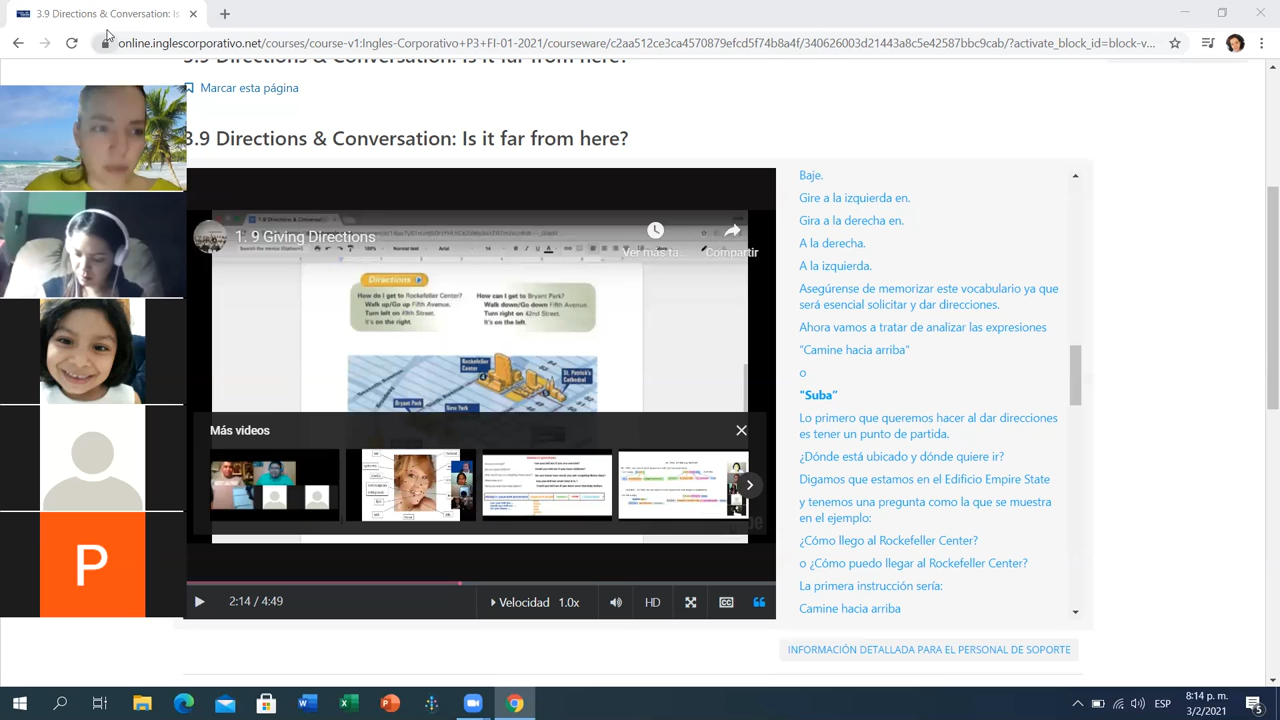 3.9 Directions & Conversation: Is
online.inglescorporativo.net/courses/course-v1:Ingles-Corporativo+P3+FI-01-2021/courseware/c2aa512ce3ca4570879efcd5f74b8a4f/340626003d21443a8c5e42587bbc9cab/?activate_block_id=block-v...
3.9 Directions & Conversation: Is it far from here?
Marcar esta página
3.9 Directions & Conversation: Is it far from here?
1. 9 Giving Directions
Ver más ta...
Compartir
Directions
How do I get to Rockefeller Center?
Walk up/Go up Fifth Avenue.
Turn left on 49th Street.
It's on the right.
How can I get to Bryant Park?
Walk down/Go down Fifth Avenue.
Turn right on 42nd Street.
It's on the left.
Rockefeller
Center
St. Patrick's
Cathedral
Bryant Park
New York
Más videos
2:14 / 4:49
Velocidad 1.0x
HD
Baje.
Gire a la izquierda en.
Gira a la derecha en.
A la derecha.
A la izquierda.
Asegúrense de memorizar este vocabulario ya que
será esencial solicitar y dar direcciones.
Ahora vamos a tratar de analizar las expresiones
"Camine hacia arriba"
o
"Suba"
Lo primero que queremos hacer al dar direcciones
es tener un punto de partida.
¿Dónde está ubicado y dónde quiere ir?
Digamos que estamos en el Edificio Empire State
y tenemos una pregunta como la que se muestra
en el ejemplo:
¿Cómo llego al Rockefeller Center?
o ¿Cómo puedo llegar al Rockefeller Center?
La primera instrucción sería:
Camine hacia arriba
INFORMACIÓN DETALLADA PARA EL PERSONAL DE SOPORTE
P
ESP
8:14 p. m.
3/2/2021
5